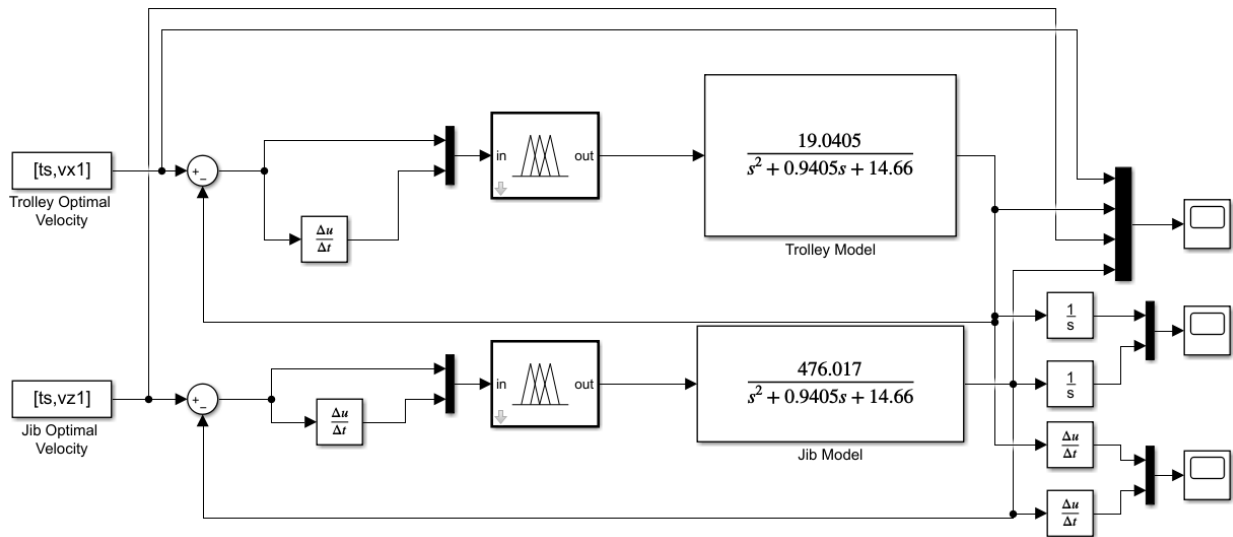 [ts,vx1]
Trolley Optimal
Velocity
+
−
Δu
Δt
in
out
19.0405
s² + 0.9405s + 14.66
Trolley Model
[ts,vz1]
Jib Optimal
Velocity
+
−
Δu
Δt
in
out
476.017
s² + 0.9405s + 14.66
Jib Model
1
s
1
s
Δu
Δt
Δu
Δt